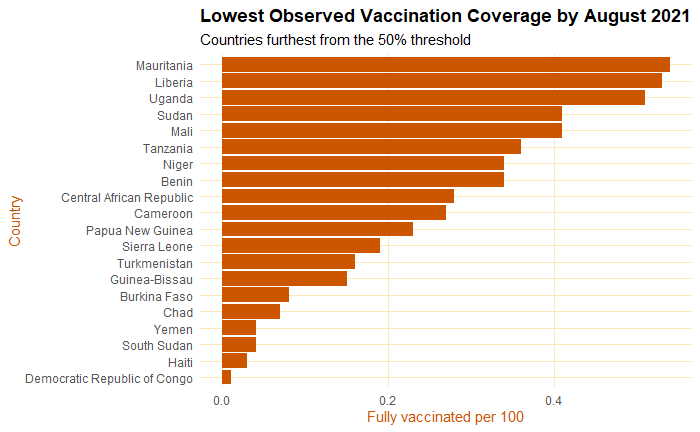 Lowest Observed Vaccination Coverage by August 2021
Countries furthest from the 50% threshold
Country
Mauritania
Liberia
Uganda
Sudan
Mali
Tanzania
Niger
Benin
Central African Republic
Cameroon
Papua New Guinea
Sierra Leone
Turkmenistan
Guinea-Bissau
Burkina Faso
Chad
Yemen
South Sudan
Haiti
Democratic Republic of Congo
0.0 0.2 0.4
Fully vaccinated per 100